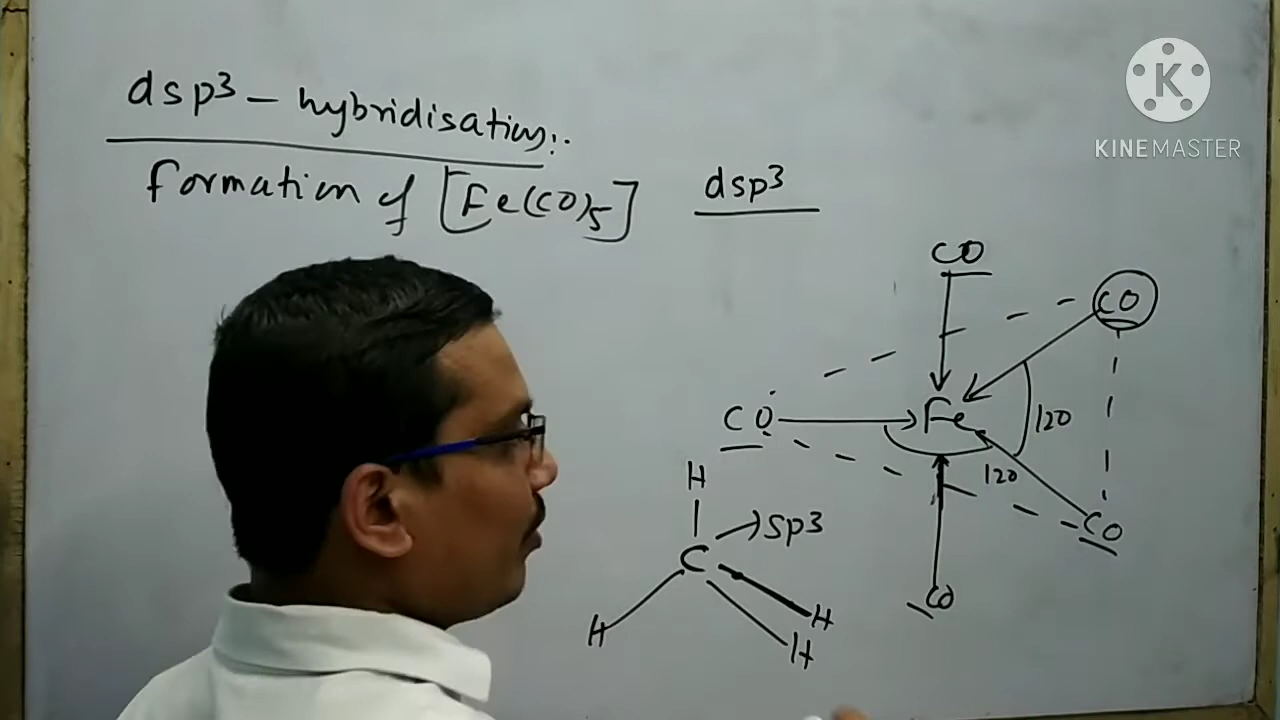 dsp3 – hybridisation:.
formation of [Fe(CO)5]
dsp3
K
KINEMASTER
CO
CO
CO
Fe
120
120
CO
CO
H
C
sp3
H
H
H